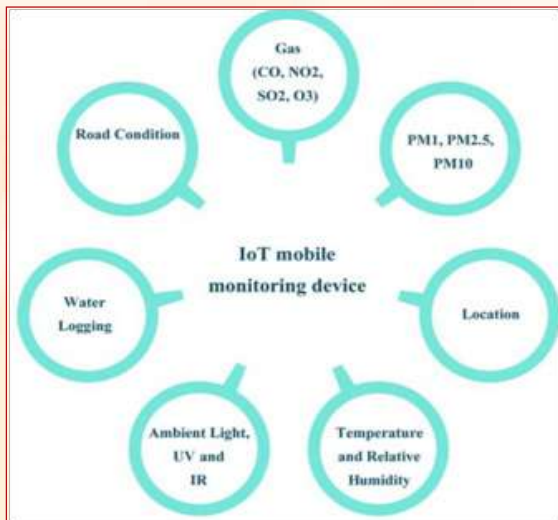 Gas
(CO, NO2,
SO2, O3)
Road Condition
PM1, PM2.5,
PM10
IoT mobile
monitoring device
Water
Logging
Location
Ambient Light,
UV and
IR
Temperature
and Relative
Humidity